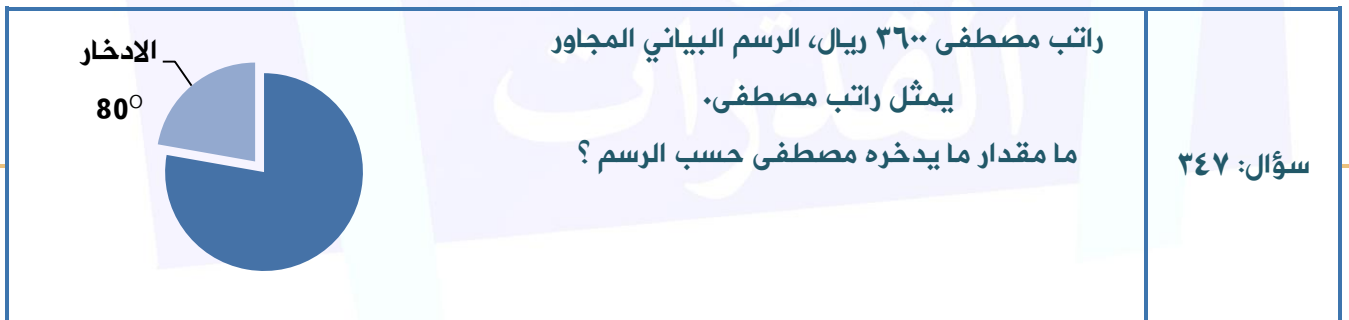 سؤال: ٣٤٧
راتب مصطفى ٣٦٠٠ ريال، الرسم البياني المجاور
يمثل راتب مصطفى.
ما مقدار ما يدخره مصطفى حسب الرسم ؟
الادخار
80°
القدرات